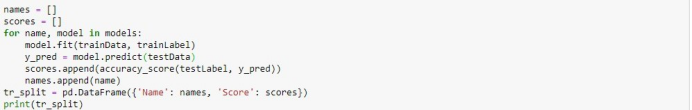 names = []
scores = []
for name, model in models:
    model.fit(trainData, trainLabel)
    y_pred = model.predict(testData)
    scores.append(accuracy_score(testLabel, y_pred))
    names.append(name)
tr_split = pd.DataFrame({'Name': names, 'Score': scores})
print(tr_split)